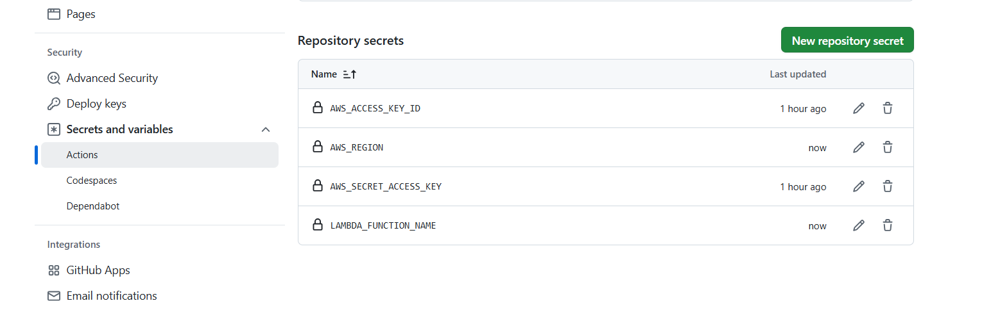 Pages
Security
Advanced Security
Deploy keys
Secrets and variables
Actions
Codespaces
Dependabot
Integrations
GitHub Apps
Email notifications
Repository secrets
New repository secret
Name Last updated
AWS_ACCESS_KEY_ID 1 hour ago
AWS_REGION now
AWS_SECRET_ACCESS_KEY 1 hour ago
LAMBDA_FUNCTION_NAME now